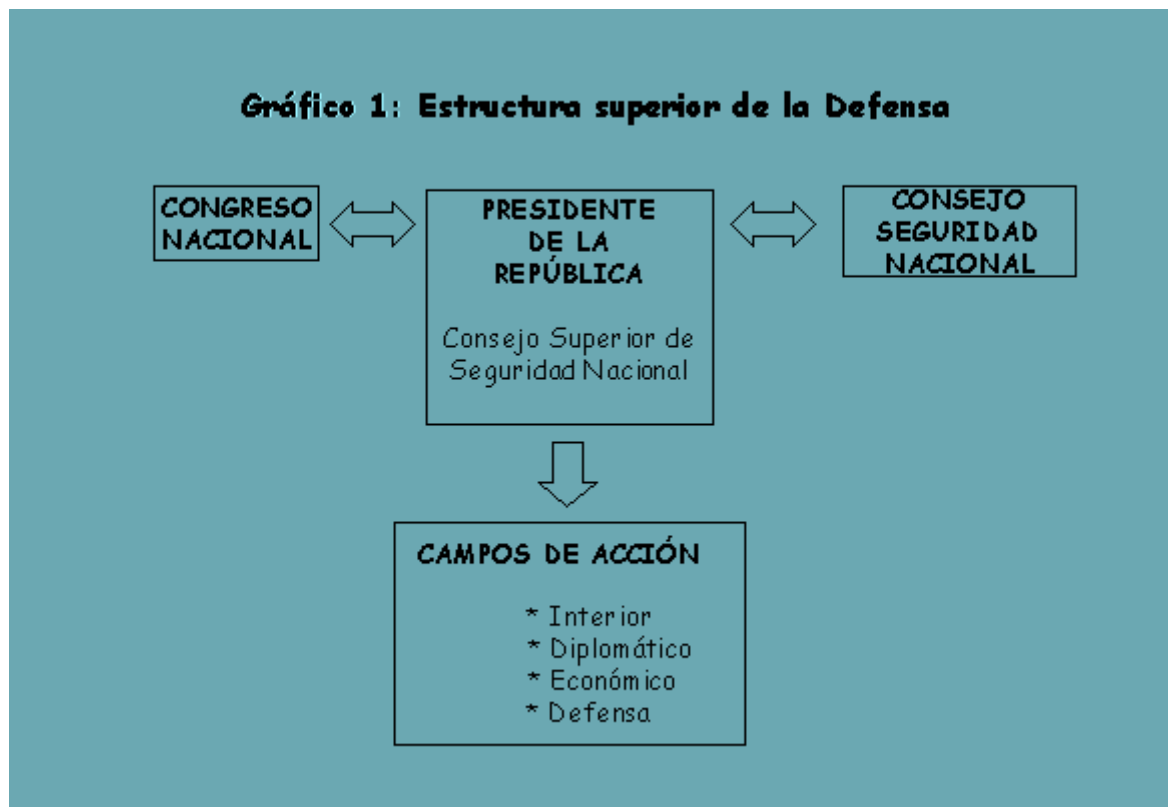 Gráfico 1: Estructura superior de la Defensa
CONGRESO
NACIONAL
PRESIDENTE
DE LA
REPÚBLICA
Consejo Superior de
Seguridad Nacional
CONSEJO
SEGURIDAD
NACIONAL
CAMPOS DE ACCIÓN
* Interior
* Diplomático
* Económico
* Defensa